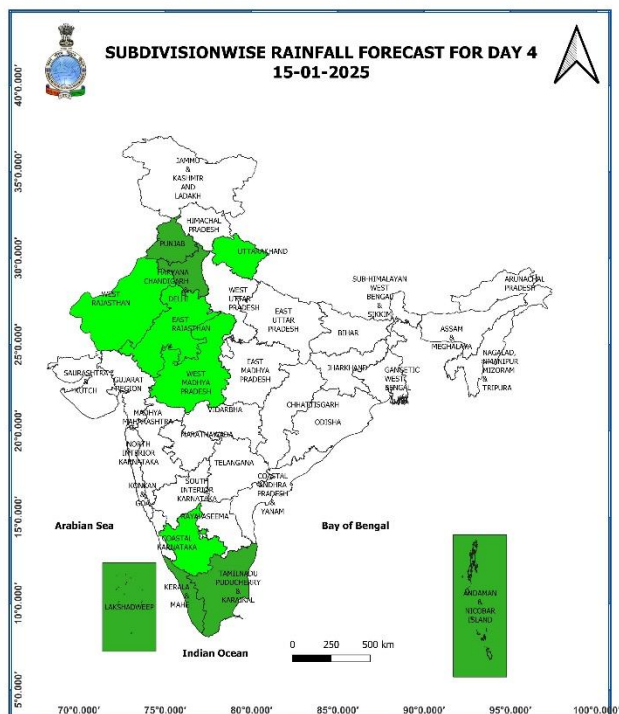 SUBDIVISIONWISE RAINFALL FORECAST FOR DAY 4
15-01-2025
40°0.000'
35°0.000'
30°0.000'
25°0.000'
20°0.000'
15°0.000'
10°0.000'
5°0.000'
JAMMU
&
KASHMIR
AND
LADAKH
HIMACHAL
PRADESH
PUNJAB
UTTARAKHAND
HARYANA
CHANDIGARH
&
DELHI
WEST
RAJASTHAN
WEST
UTTAR
PRADESH
EAST
RAJASTHAN
EAST
UTTAR
PRADESH
SUB-HIMALAYAN
WEST
BENGAL
&
SIKKIM
ARUNACHAL
PRADESH
BIHAR
ASSAM
&
MEGHALAYA
NAGALAD,
MANIPUR
MIZORAM
&
TRIPURA
SAURASHTRA
&
KUTCH
GUJARAT
REGION
WEST
MADHYA
PRADESH
EAST
MADHYA
PRADESH
JHARKHAND
GANGETIC
WEST
BENGAL
MADHYA
MAHARASHTRA
VIDARBHA
CHHATTISGARH
ODISHA
MARATHWADA
NORTH
INTERIOR
KARNATAKA
TELANGANA
KONKAN
&
GOA
SOUTH
INTERIOR
KARNATAKA
COASTAL
ANDHRA
PRADESH
&
YANAM
RAYALASEEMA
Arabian Sea
Bay of Bengal
COASTAL
KARNATAKA
TAMILNADU
PUDUCHERRY
&
KARAIKAL
KERALA
&
MAHE
LAKSHADWEEP
ANDAMAN
&
NICOBAR
ISLAND
0 250 500 km
Indian Ocean
70°0.000' 75°0.000' 80°0.000' 85°0.000' 90°0.000' 95°0.000' 100°0.000'